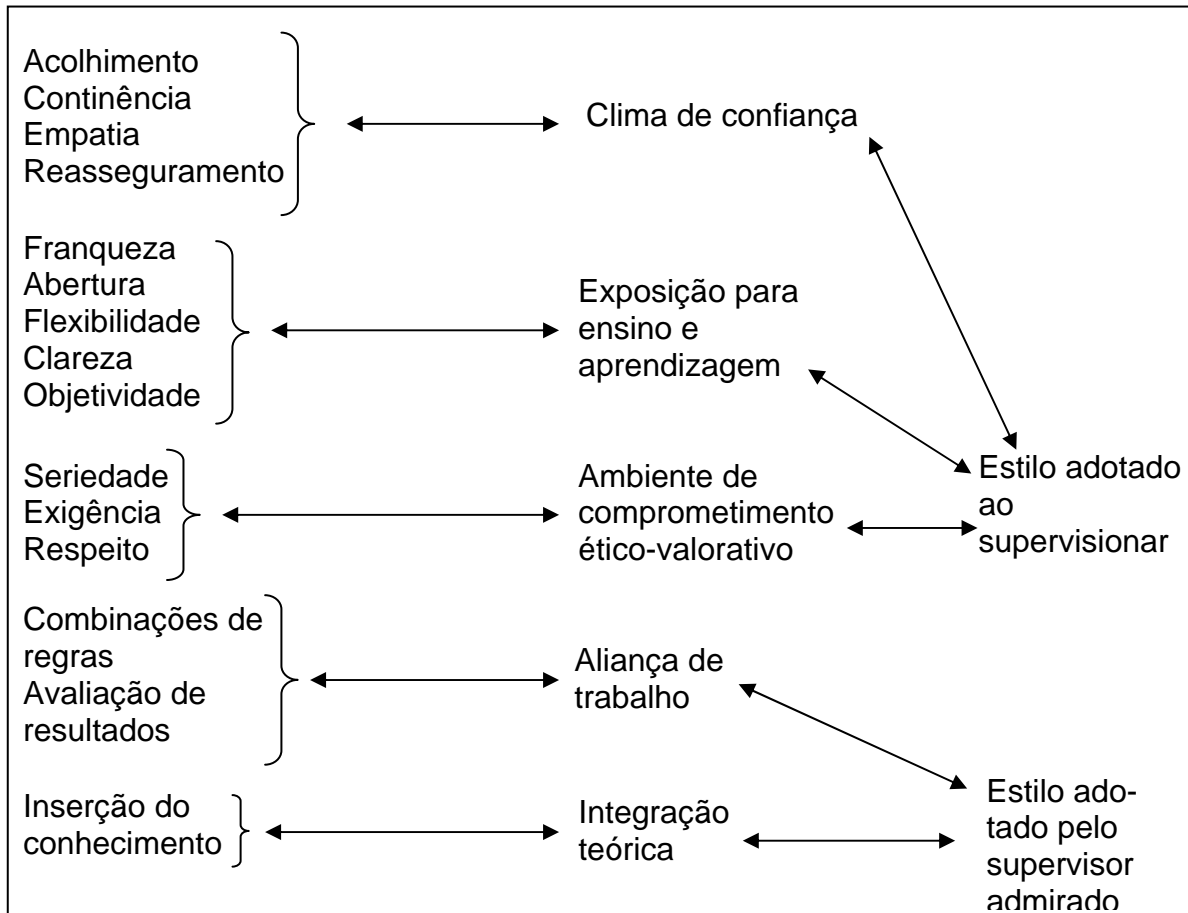 Acolhimento
Continência
Empatia
Reasseguramento
Clima de confiança
Franqueza
Abertura
Flexibilidade
Clareza
Objetividade
Exposição para
ensino e
aprendizagem
Seriedade
Exigência
Respeito
Ambiente de
comprometimento
ético-valorativo
Estilo adotado
ao
supervisionar
Combinações de
regras
Avaliação de
resultados
Aliança de
trabalho
Inserção do
conhecimento
Integração
teórica
Estilo ado-
tado pelo
supervisor
admirado